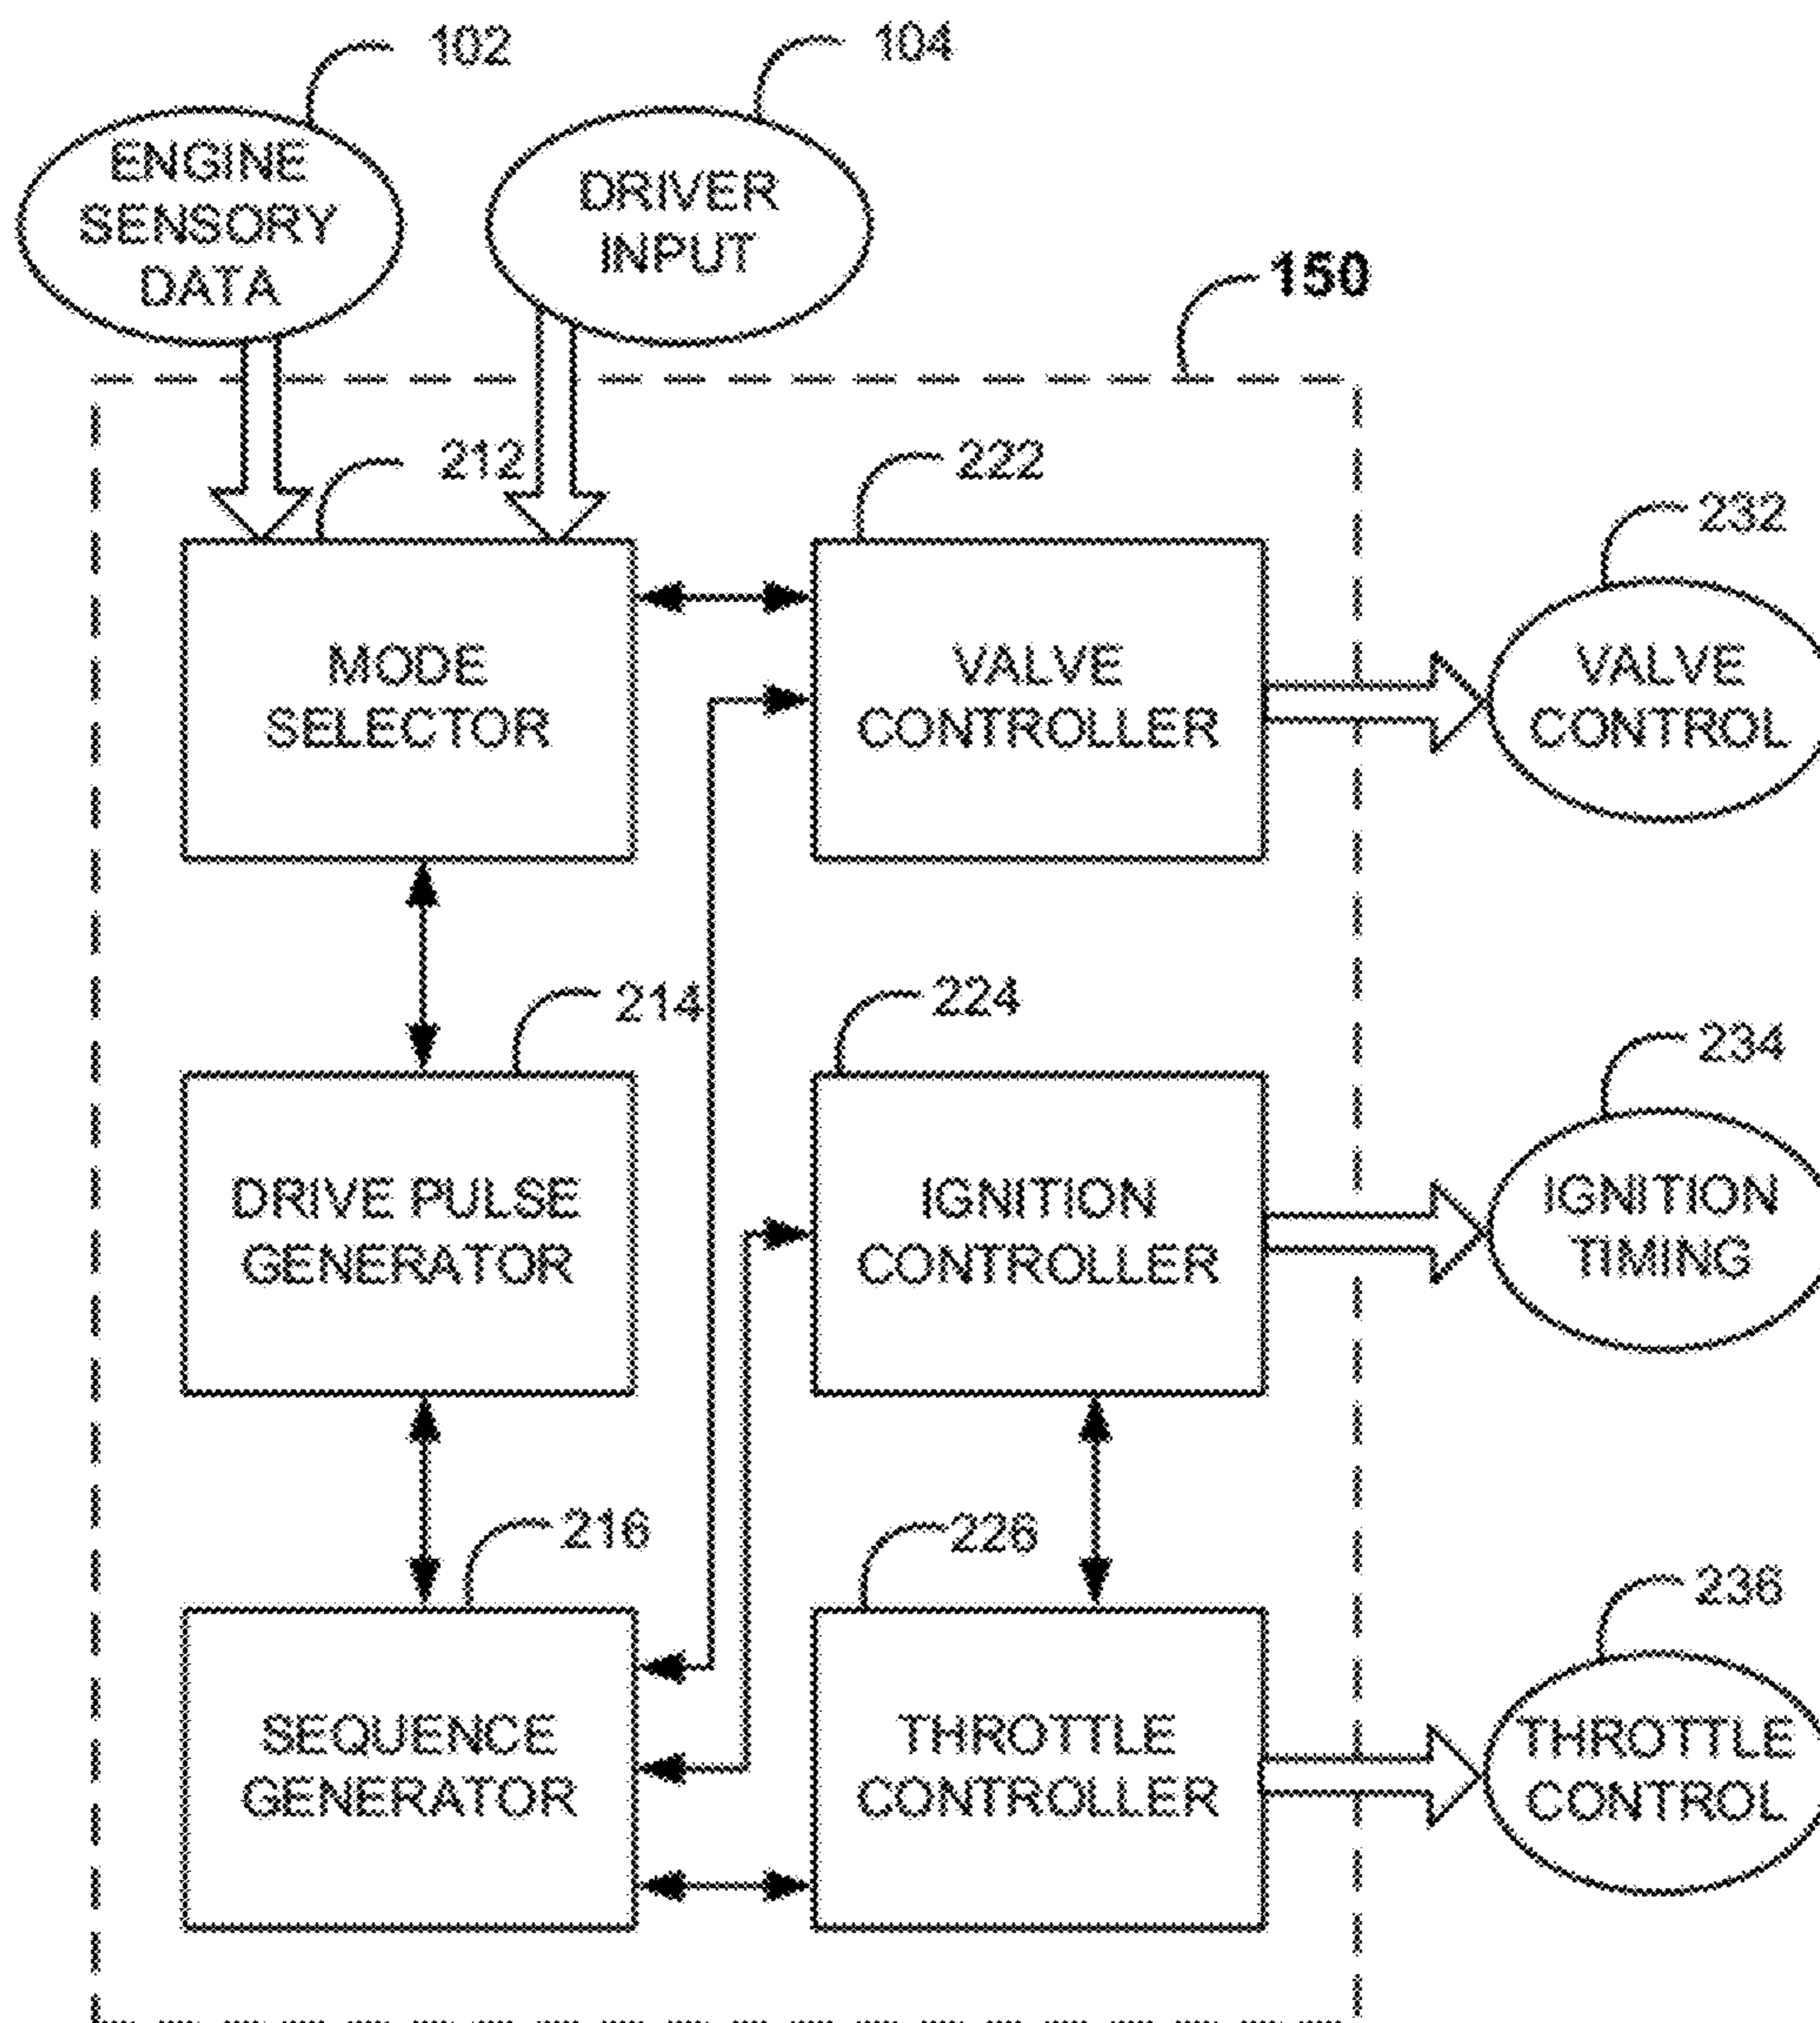 102
104
ENGINE
SENSORY
DATA
DRIVER
INPUT
150
212
222
232
MODE
SELECTOR
VALVE
CONTROLLER
VALVE
CONTROL
214
224
234
DRIVE PULSE
GENERATOR
IGNITION
CONTROLLER
IGNITION
TIMING
216
226
236
SEQUENCE
GENERATOR
THROTTLE
CONTROLLER
THROTTLE
CONTROL